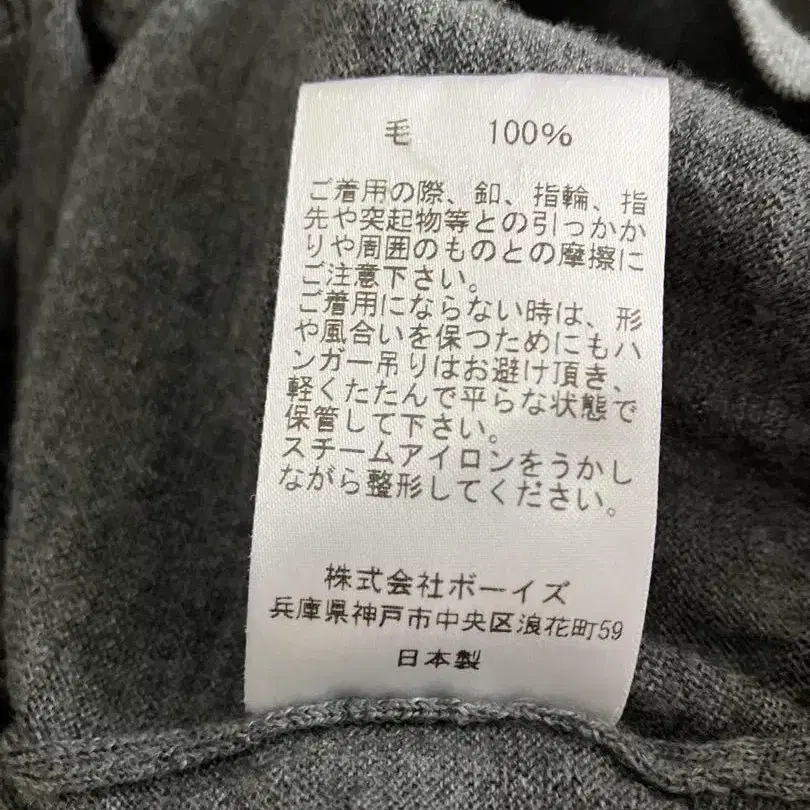 毛 100%
ご着用の際、釦、指輪、指
先や突起物等との引っかか
りや周囲のものとの摩擦に
ご注意下さい。
ご着用にならない時は、形
や風合いを保つためにもハ
ンガー吊りはお避け頂き、
軽くたたんで平らな状態で
保管して下さい。
スチームアイロンをうかし
ながら整形してください。
株式会社ボーイズ
兵庫県神戸市中央区浪花町59
日本製